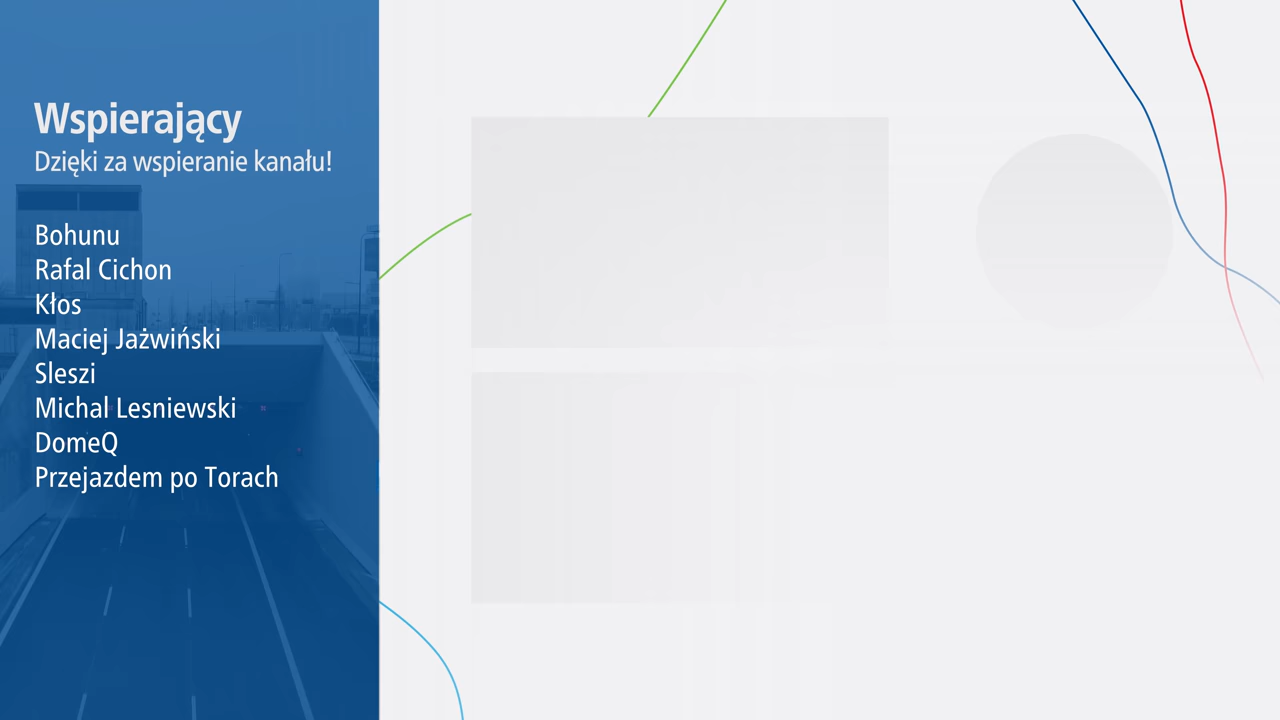 Wspierający
Dzięki za wspieranie kanału!
Bohunu
Rafal Cichon
Kłos
Maciej Jażwiński
Sleszi
Michal Lesniewski
DomeQ
Przejazdem po Torach